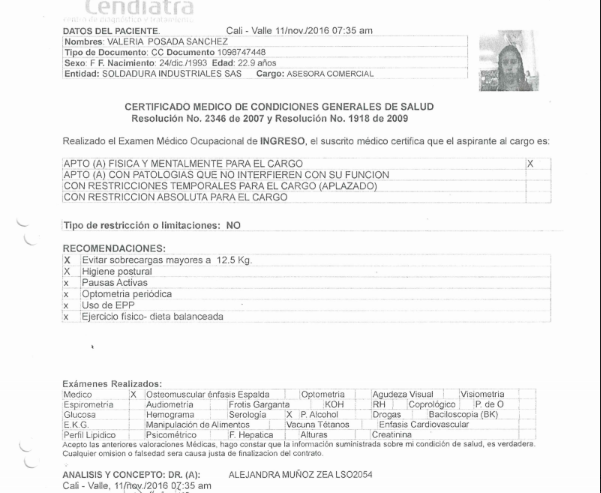 Cendiatra
DATOS DEL PACIENTE. Cali - Valle 11/nov./2016 07:35 am
Nombres: VALERIA POSADA SANCHEZ
Tipo de Documento: CC Documento 1098747448
Sexo: F F. Nacimiento: 24/dic./1993 Edad: 22.9 años
Entidad: SOLDADURA INDUSTRIALES SAS Cargo: ASESORA COMERCIAL
CERTIFICADO MEDICO DE CONDICIONES GENERALES DE SALUD
Resolución No. 2346 de 2007 y Resolución No. 1918 de 2009
Realizado el Examen Médico Ocupacional de INGRESO, el suscrito médico certifica que el aspirante al cargo es:
APTO (A) FISICA Y MENTALMENTE PARA EL CARGO X
APTO (A) CON PATOLOGIAS QUE NO INTERFIEREN CON SU FUNCION
CON RESTRICCIONES TEMPORALES PARA EL CARGO (APLAZADO)
CON RESTRICCION ABSOLUTA PARA EL CARGO
Tipo de restricción o limitaciones: NO
RECOMENDACIONES:
X Evitar sobrecargas mayores a 12.5 Kg.
X Higiene postural
x Pausas Activas
x Optometria periódica
x Uso de EPP
x Ejercicio físico- dieta balanceada
Exámenes Realizados:
Medico X Osteomuscular énfasis Espalda Optometria Agudeza Visual Visiometria
Espirometria Audiometria Frotis Garganta KOH RH Coprológico P. de O
Glucosa Hemograma Serología X P. Alcohol Drogas Baciloscopia (BK)
E.K.G. Manipulación de Alimentos Vacuna Tétanos Enfasis Cardiovascular
Perfil Lipidico Psicométrico F. Hepatica Alturas Creatinina
Acepto las anteriores valoraciones Médicas, hago constar que la información suministrada sobre mi condición de salud, es verdadera.
Cualquier omision o falsedad sera causa justa de finalizacion del contrato.
ANALISIS Y CONCEPTO: DR. (A): ALEJANDRA MUÑOZ ZEA LSO2054
Cali - Valle, 11/nov./2016 07:35 am